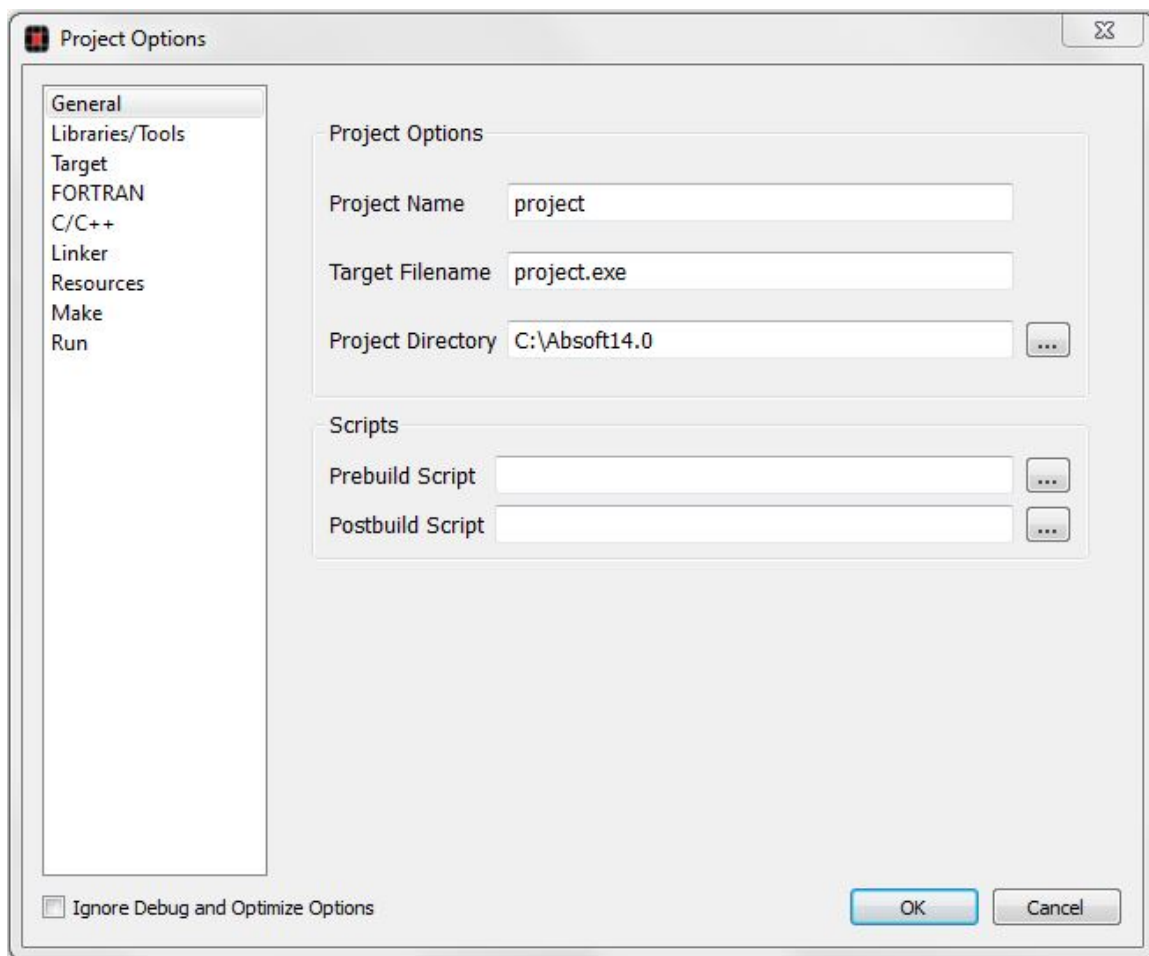 Project Options
General
Libraries/Tools
Target
FORTRAN
C/C++
Linker
Resources
Make
Run
Project Options
Project Name project
Target Filename project.exe
Project Directory C:\Absoft14.0 ...
Scripts
Prebuild Script ...
Postbuild Script ...
Ignore Debug and Optimize Options
OK Cancel